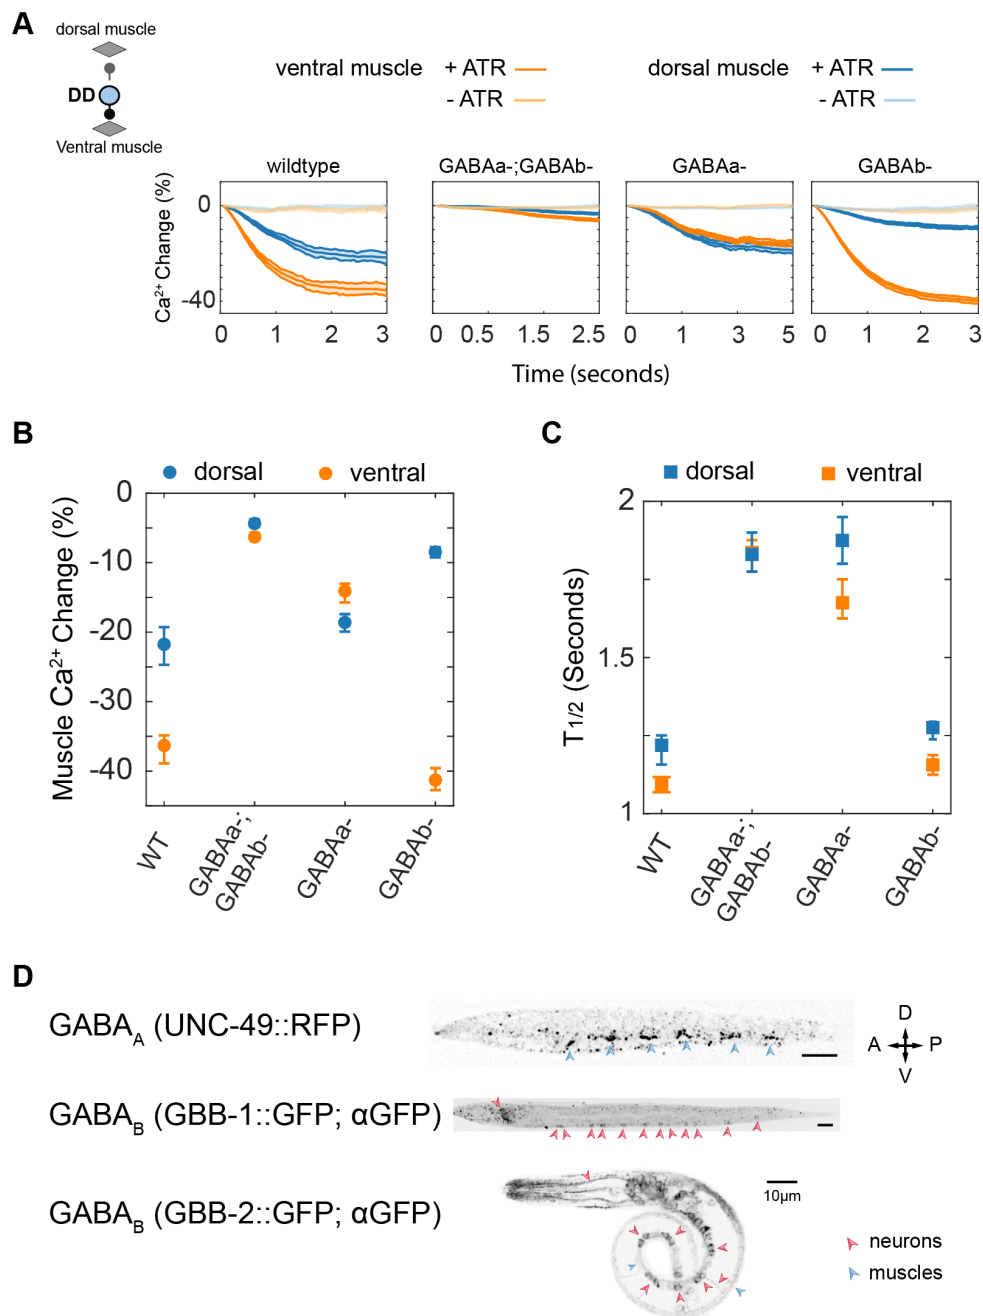 A
dorsal muscle
DD
Ventral muscle
ventral muscle + ATR
- ATR
dorsal muscle + ATR
- ATR
wildtype
GABAa-;GABAb-
GABAa-
GABAb-
Ca2+ Change (%)
0
-40
0 1 2 3
0 0.5 1.5 2.5
0 1 3 5
0 1 2 3
Time (seconds)
B
dorsal ventral
Muscle Ca2+ Change (%)
0
-10
-20
-30
-40
WT
GABAa-;
GABAb-
GABAa-
GABAb-
C
dorsal ventral
T1/2 (Seconds)
2
1.5
1
WT
GABAa-;
GABAb-
GABAa-
GABAb-
D
GABAA (UNC-49::RFP)
D
A P
V
GABAB (GBB-1::GFP; αGFP)
GABAB (GBB-2::GFP; αGFP)
10μm
neurons
muscles